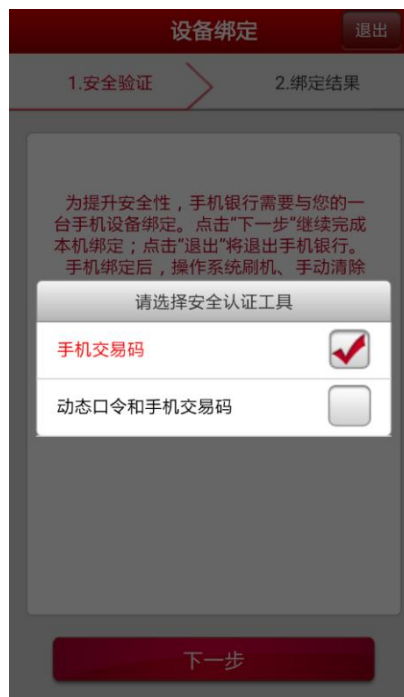 设备绑定
退出
1.安全验证
2.绑定结果
为提升安全性，手机银行需要与您的一
台手机设备绑定。点击“下一步”继续完成
本机绑定；点击“退出”将退出手机银行。
手机绑定后，操作系统刷机、手动清除
请选择安全认证工具
手机交易码
动态口令和手机交易码
下一步